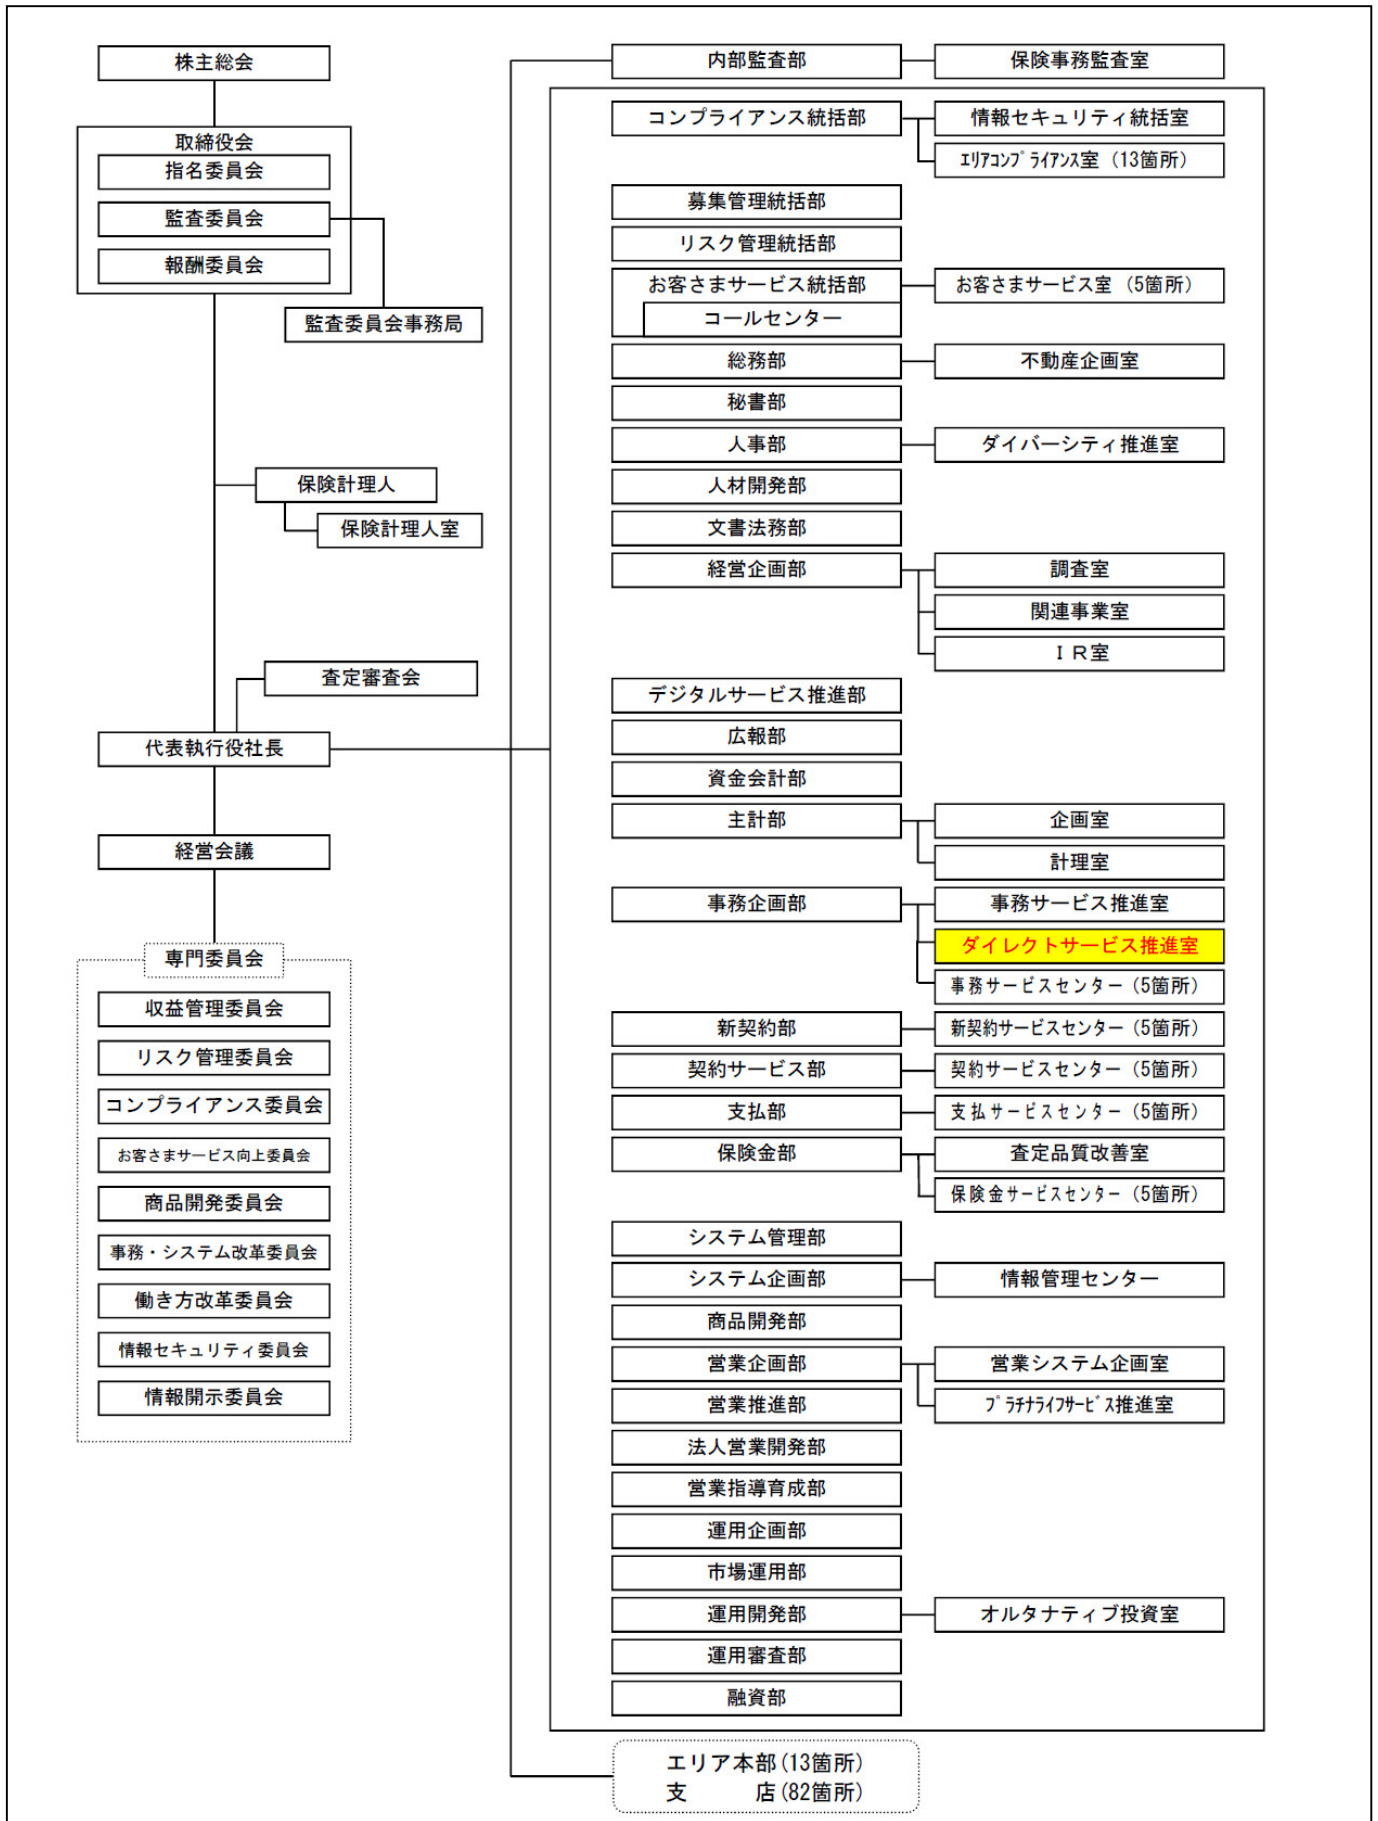 株主総会
取締役会
指名委員会
監査委員会
報酬委員会
監査委員会事務局
保険計理人
保険計理人室
査定審査会
代表執行役社長
経営会議
専門委員会
収益管理委員会
リスク管理委員会
コンプライアンス委員会
お客さまサービス向上委員会
商品開発委員会
事務・システム改革委員会
働き方改革委員会
情報セキュリティ委員会
情報開示委員会
内部監査部
保険事務監査室
コンプライアンス統括部
情報セキュリティ統括室
ｴﾘｱｺﾝﾌﾟﾗｲｱﾝｽ室（13箇所）
募集管理統括部
リスク管理統括部
お客さまサービス統括部
お客さまサービス室（5箇所）
コールセンター
総務部
不動産企画室
秘書部
人事部
ダイバーシティ推進室
人材開発部
文書法務部
経営企画部
調査室
関連事業室
ＩＲ室
デジタルサービス推進部
広報部
資金会計部
主計部
企画室
計理室
事務企画部
事務サービス推進室
ダイレクトサービス推進室
事務サービスセンター（5箇所）
新契約部
新契約サービスセンター（5箇所）
契約サービス部
契約サービスセンター（5箇所）
支払部
支払サービスセンター（5箇所）
保険金部
査定品質改善室
保険金サービスセンター（5箇所）
システム管理部
システム企画部
情報管理センター
商品開発部
営業企画部
営業システム企画室
ﾌﾟﾗﾁﾅﾗｲﾌｻｰﾋﾞｽ推進室
営業推進部
法人営業開発部
営業指導育成部
運用企画部
市場運用部
運用開発部
オルタナティブ投資室
運用審査部
融資部
エリア本部(13箇所)
支　　　店(82箇所)